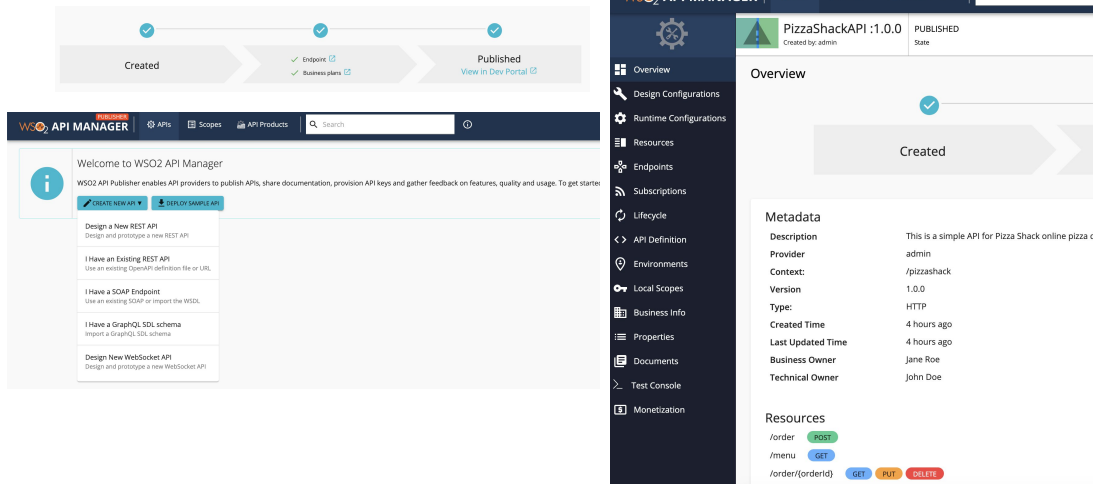 Created
Endpoint
Business plans
Published
View in Dev Portal
PUBLISHER
WSO2 API MANAGER
APIs
Scopes
API Products
Search
Welcome to WSO2 API Manager
WSO2 API Publisher enables API providers to publish APIs, share documentation, provision API keys and gather feedback on features, quality and usage. To get starte
CREATE NEW API
DEPLOY SAMPLE API
Design a New REST API
Design and prototype a new REST API
I Have an Existing REST API
Use an existing OpenAPI definition file or URL
I Have a SOAP Endpoint
Use an existing SOAP or import the WSDL
I Have a GraphQL SDL schema
Import a GraphQL SDL schema
Design New WebSocket API
Design and prototype a new WebSocket API
WSO2 API MANAGER
Overview
Design Configurations
Runtime Configurations
Resources
Endpoints
Subscriptions
Lifecycle
API Definition
Environments
Local Scopes
Business Info
Properties
Documents
Test Console
Monetization
PizzaShackAPI :1.0.0
Created by: admin
PUBLISHED
State
Overview
Created
Metadata
Description This is a simple API for Pizza Shack online pizza
Provider admin
Context: /pizzashack
Version 1.0.0
Type: HTTP
Created Time 4 hours ago
Last Updated Time 4 hours ago
Business Owner Jane Roe
Technical Owner John Doe
Resources
/order POST
/menu GET
/order/{orderId} GET PUT DELETE